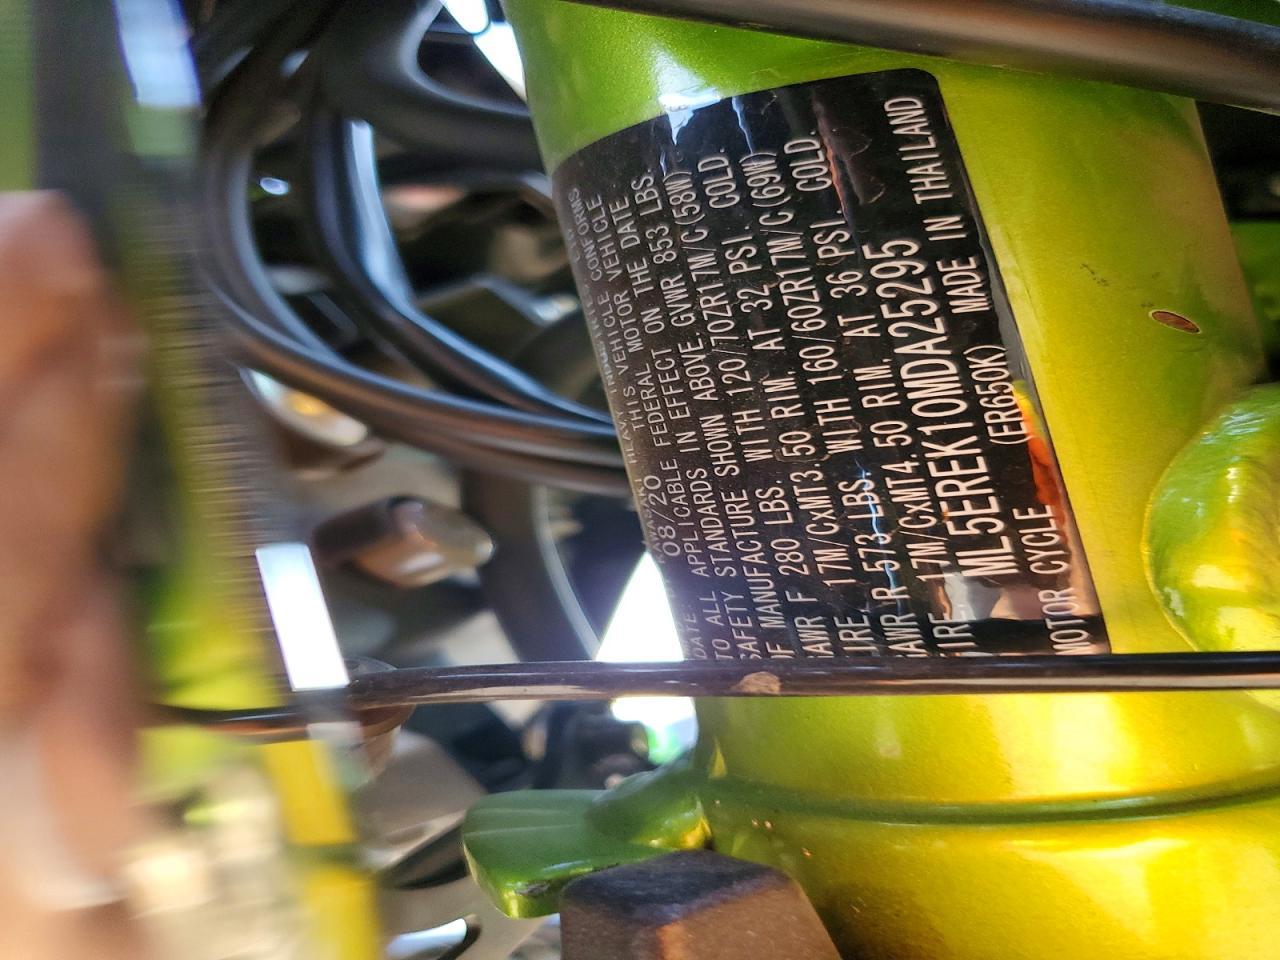 DATE: 08/20
THIS VEHICLE CONFORMS
TO ALL APPLICABLE FEDERAL MOTOR VEHICLE
SAFETY STANDARDS IN EFFECT ON THE DATE
OF MANUFACTURE SHOWN ABOVE. GVWR 853 LBS.
GAWR F 280 LBS. WITH 120/70ZR17M/C(58W)
TIRE, 17M/CXMT3.50 RIM. AT 32 PSI. COLD.
GAWR R 573 LBS. WITH 160/60ZR17M/C(69W)
TIRE 17M/CXMT4.50 RIM. AT 36 PSI. COLD.
ML5EREK10MDA25295
MOTOR CYCLE (ER650K) MADE IN THAILAND